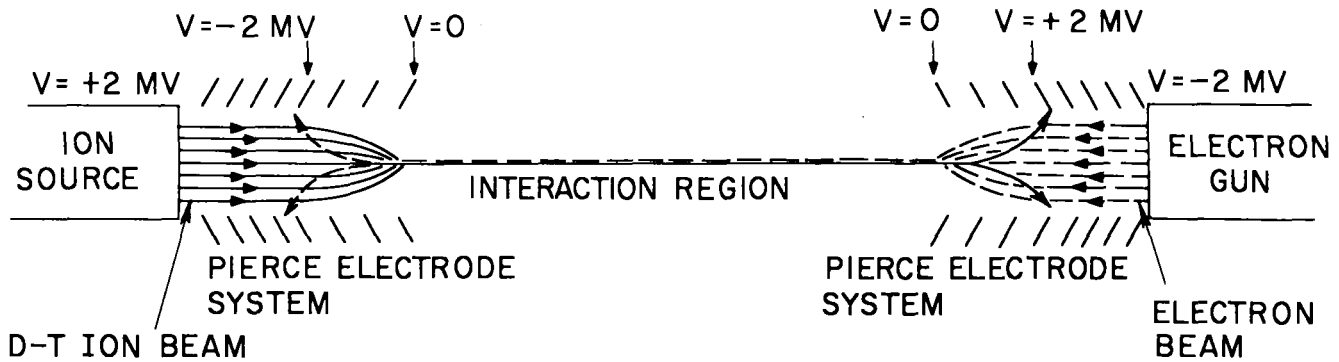 V=-2 MV
V=0
V=0
V=+2 MV
V= +2 MV
V=-2 MV
ION
SOURCE
INTERACTION REGION
ELECTRON
GUN
PIERCE ELECTRODE
SYSTEM
PIERCE ELECTRODE
SYSTEM
D-T ION BEAM
ELECTRON
BEAM